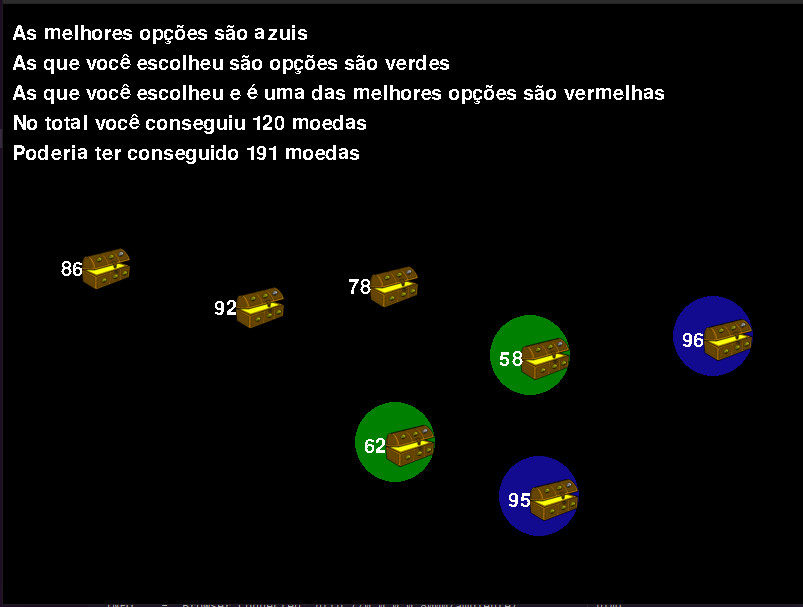 As melhores opções são azuis
As que você escolheu são opções são verdes
As que você escolheu e é uma das melhores opções são vermelhas
No total você conseguiu 120 moedas
Poderia ter conseguido 191 moedas
86
92
78
58
96
62
95